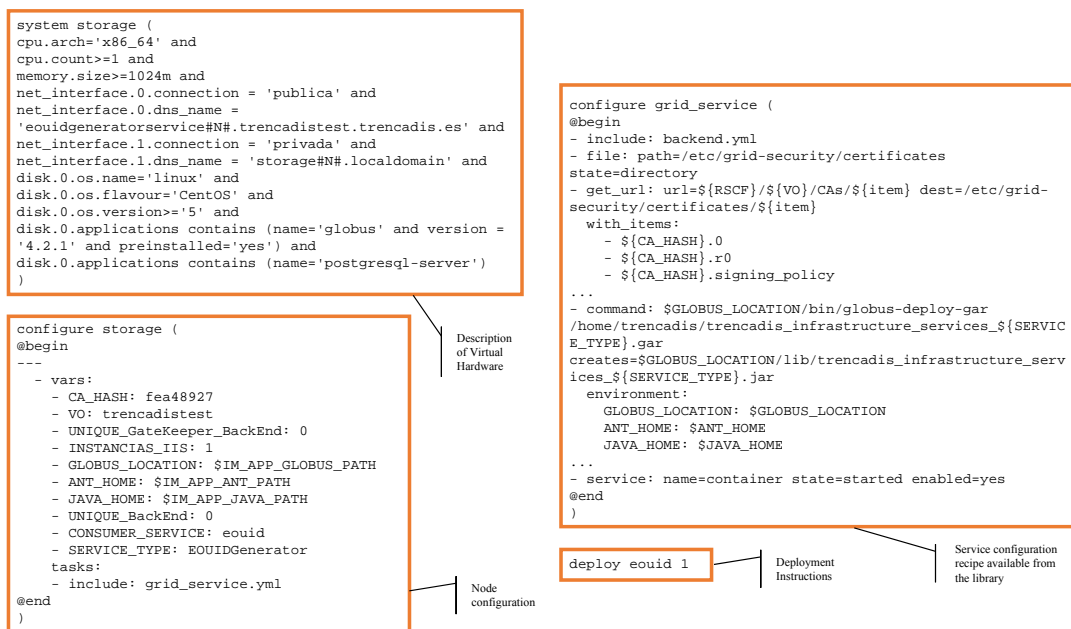 system storage (
cpu.arch='x86_64' and
cpu.count>=1 and
memory.size>=1024m and
net_interface.0.connection = 'publica' and
net_interface.0.dns_name =
'eouidgeneratorservice#N#.trencadistest.trencadis.es' and
net_interface.1.connection = 'privada' and
net_interface.1.dns_name = 'storage#N#.localdomain' and
disk.0.os.name='linux' and
disk.0.os.flavour='CentOS' and
disk.0.os.version>='5' and
disk.0.applications contains (name='globus' and version =
'4.2.1' and preinstalled='yes') and
disk.0.applications contains (name='postgresql-server')
)
Description
of Virtual
Hardware
configure storage (
@begin
---
- vars:
- CA_HASH: fea48927
- VO: trencadistest
- UNIQUE_GateKeeper_BackEnd: 0
- INSTANCIAS_IIS: 1
- GLOBUS_LOCATION: $IM_APP_GLOBUS_PATH
- ANT_HOME: $IM_APP_ANT_PATH
- JAVA_HOME: $IM_APP_JAVA_PATH
- UNIQUE_BackEnd: 0
- CONSUMER_SERVICE: eouid
- SERVICE_TYPE: EOUIDGenerator
tasks:
- include: grid_service.yml
@end
)
Node
configuration
configure grid_service (
@begin
- include: backend.yml
- file: path=/etc/grid-security/certificates
state=directory
- get_url: url=${RSCF}/${VO}/CAs/${item} dest=/etc/grid-
security/certificates/${item}
with_items:
- ${CA_HASH}.0
- ${CA_HASH}.r0
- ${CA_HASH}.signing_policy
...
- command: $GLOBUS_LOCATION/bin/globus-deploy-gar
/home/trencadis/trencadis_infrastructure_services_${SERVIC
E_TYPE}.gar
creates=$GLOBUS_LOCATION/lib/trencadis_infrastructure_serv
ices_${SERVICE_TYPE}.jar
environment:
GLOBUS_LOCATION: $GLOBUS_LOCATION
ANT_HOME: $ANT_HOME
JAVA_HOME: $JAVA_HOME
...
- service: name=container state=started enabled=yes
@end
)
Service configuration
recipe available from
the library
deploy eouid 1
Deployment
Instructions